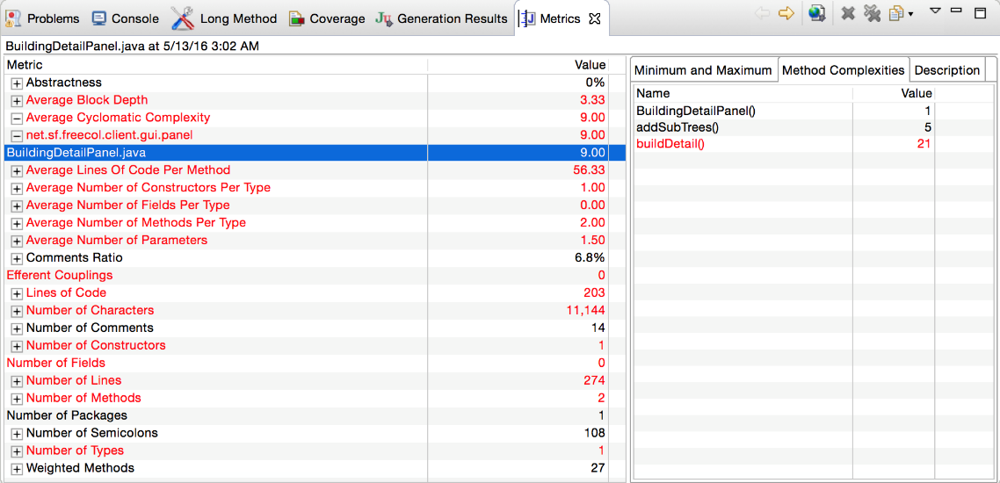 Problems Console Long Method Coverage Generation Results Metrics
BuildingDetailPanel.java at 5/13/16 3:02 AM
Metric Value
Abstractness 0%
Average Block Depth 3.33
Average Cyclomatic Complexity 9.00
net.sf.freecol.client.gui.panel 9.00
BuildingDetailPanel.java 9.00
Average Lines Of Code Per Method 56.33
Average Number of Constructors Per Type 1.00
Average Number of Fields Per Type 0.00
Average Number of Methods Per Type 2.00
Average Number of Parameters 1.50
Comments Ratio 6.8%
Efferent Couplings 0
Lines of Code 203
Number of Characters 11,144
Number of Comments 14
Number of Constructors 1
Number of Fields 0
Number of Lines 274
Number of Methods 2
Number of Packages 1
Number of Semicolons 108
Number of Types 1
Weighted Methods 27
Minimum and Maximum Method Complexities Description
Name Value
BuildingDetailPanel() 1
addSubTrees() 5
buildDetail() 21